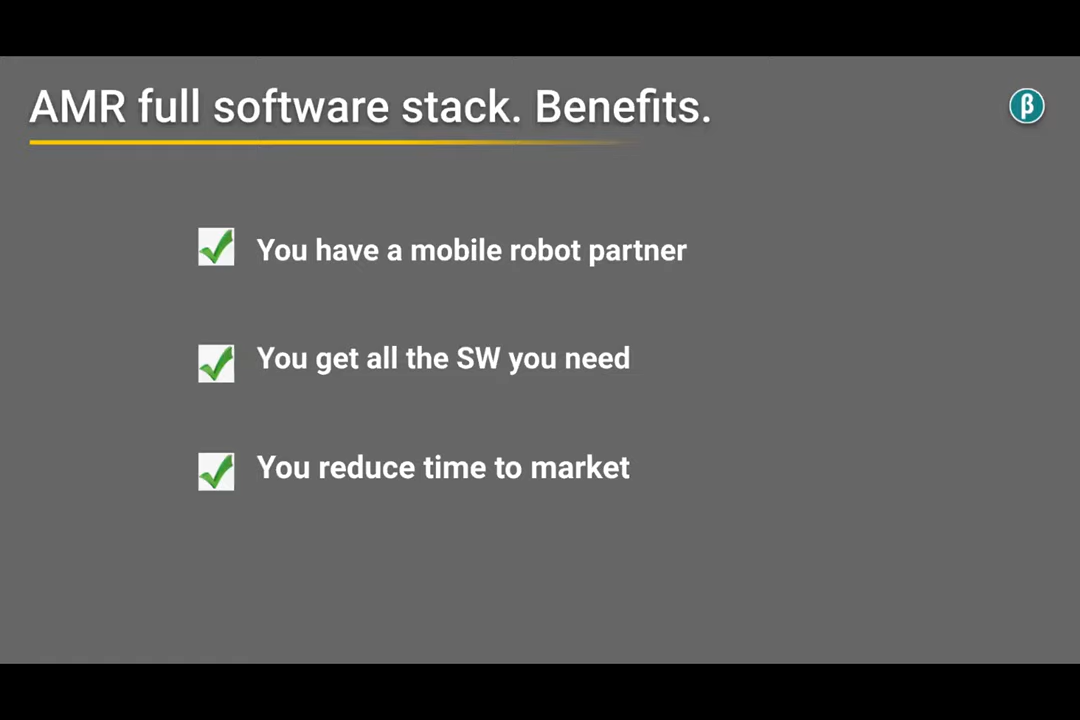 AMR full software stack. Benefits.
β
You have a mobile robot partner
You get all the SW you need
You reduce time to market